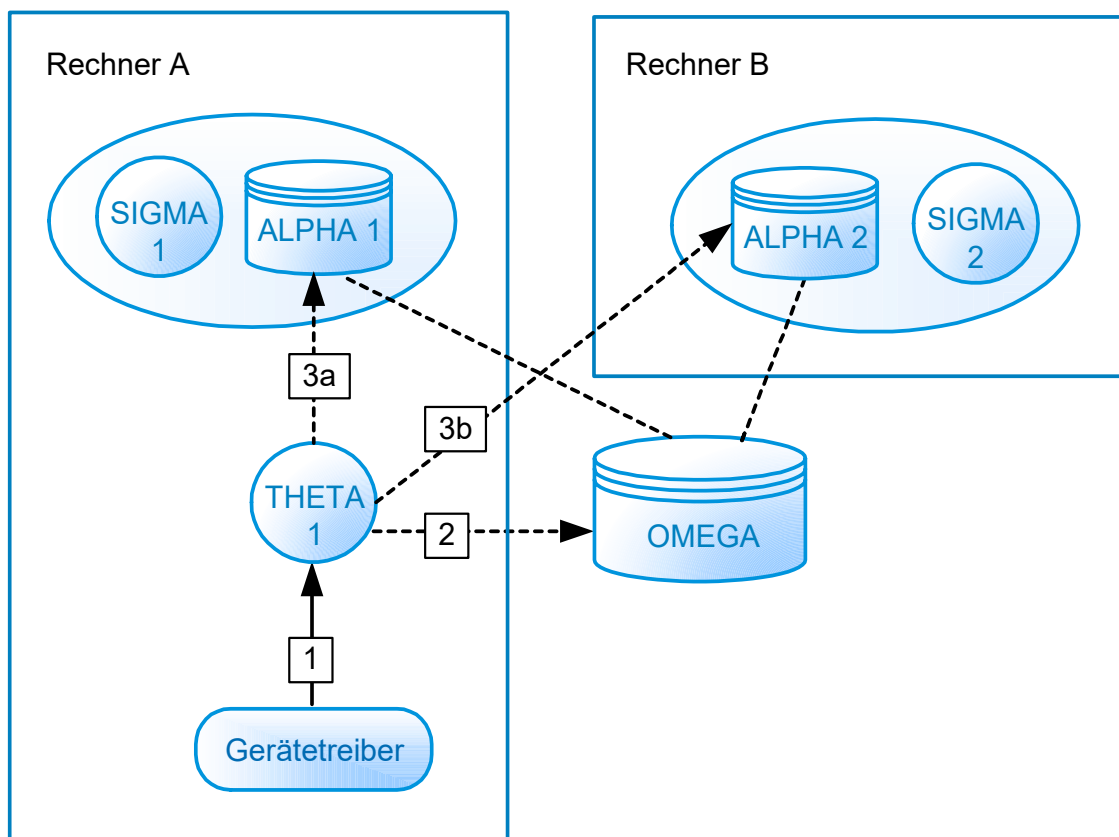 Rechner A
Rechner B
SIGMA
1
ALPHA 1
ALPHA 2
SIGMA
2
3a
3b
THETA
1
2
OMEGA
1
Gerätetreiber